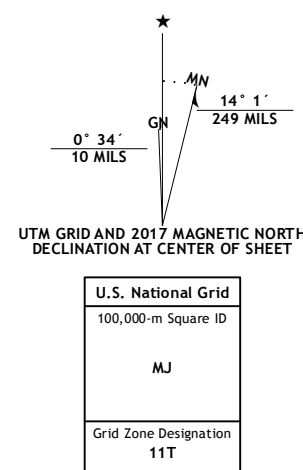 MN
GN
14° 1´
249 MILS
0° 34´
10 MILS
UTM GRID AND 2017 MAGNETIC NORTH
DECLINATION AT CENTER OF SHEET
U.S. National Grid
100,000-m Square ID
MJ
Grid Zone Designation
11T